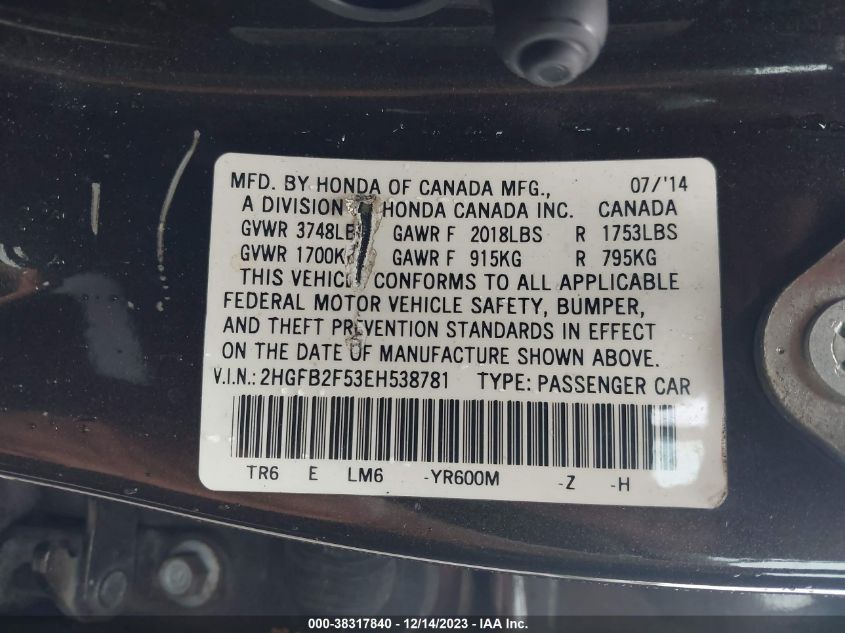 MFD. BY HONDA OF CANADA MFG., 07/'14
A DIVISION HONDA CANADA INC. CANADA
GVWR 3748LB GAWR F 2018LBS R 1753LBS
GVWR 1700K GAWR F 915KG R 795KG
THIS VEHIC CONFORMS TO ALL APPLICABLE
FEDERAL MOTOR VEHICLE SAFETY, BUMPER,
AND THEFT PREVENTION STANDARDS IN EFFECT
ON THE DATE OF MANUFACTURE SHOWN ABOVE.
V.I.N.: 2HGFB2F53EH538781 TYPE: PASSENGER CAR
TR6 E LM6 -YR600M -Z -H
000-38317840 - 12/14/2023 - IAA Inc.